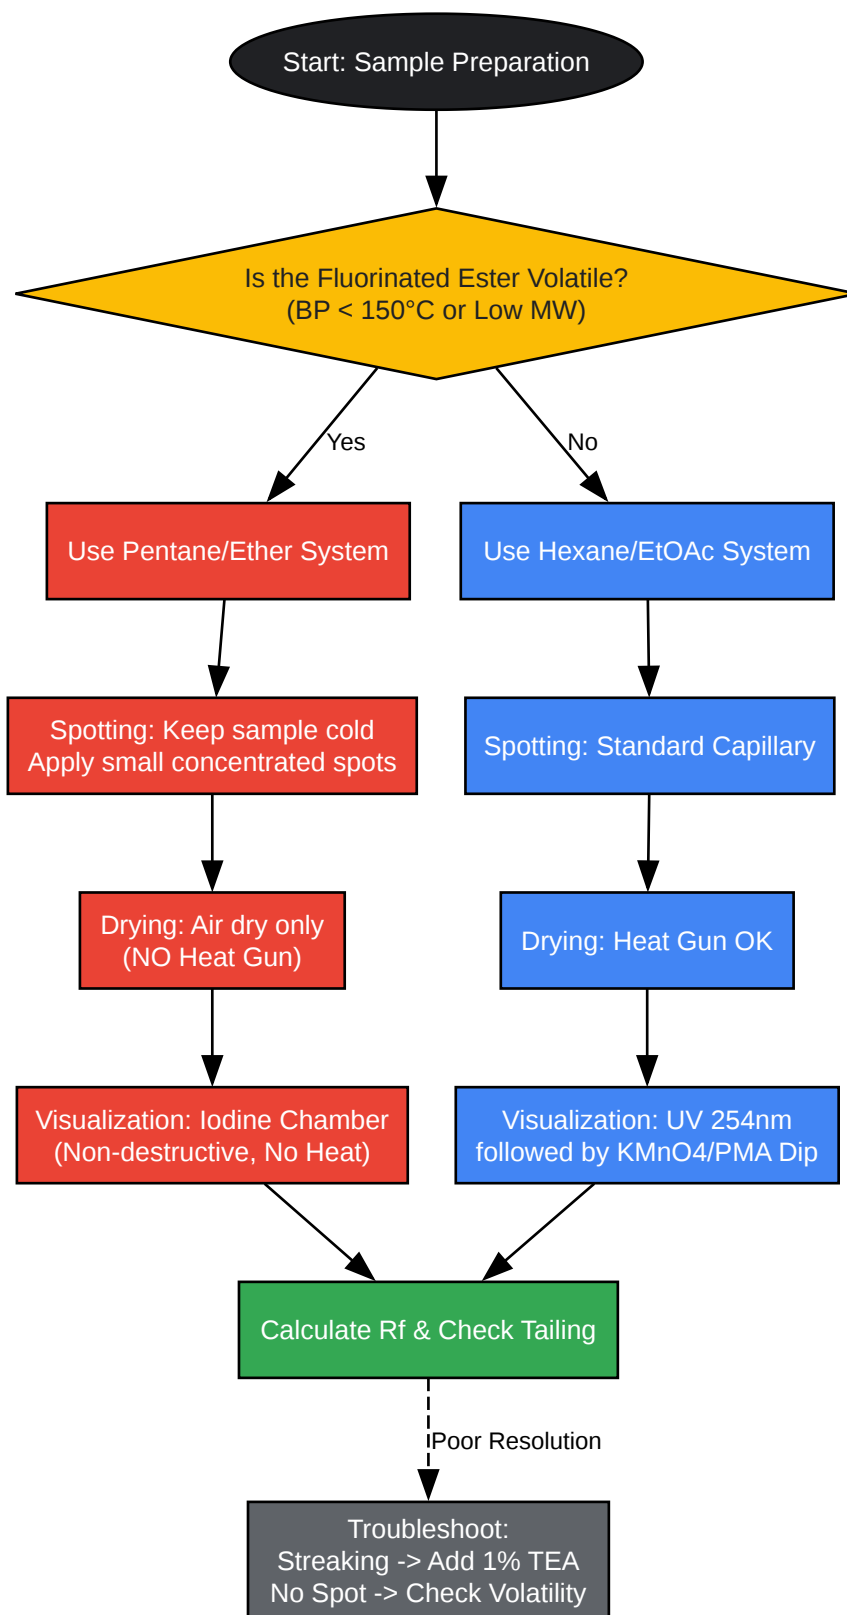 Start: Sample Preparation
Is the Fluorinated Ester Volatile?
(BP < 150°C or Low MW)
Yes
No
Use Pentane/Ether System
Use Hexane/EtOAc System
Spotting: Keep sample cold
Apply small concentrated spots
Spotting: Standard Capillary
Drying: Air dry only
(NO Heat Gun)
Drying: Heat Gun OK
Visualization: Iodine Chamber
(Non-destructive, No Heat)
Visualization: UV 254nm
followed by KMnO4/PMA Dip
Calculate Rf & Check Tailing
Poor Resolution
Troubleshoot:
Streaking -> Add 1% TEA
No Spot -> Check Volatility